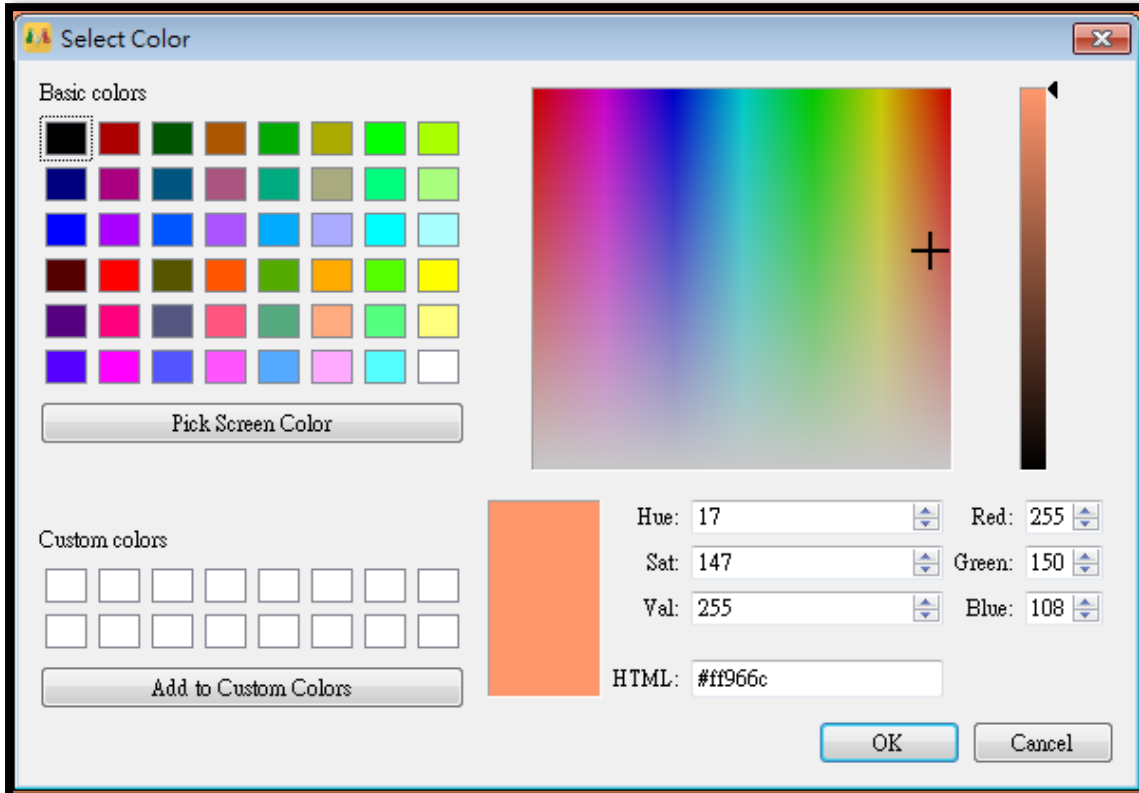 Select Color
Basic colors
Pick Screen Color
Custom colors
Add to Custom Colors
Hue: 17
Sat: 147
Val: 255
Red: 255
Green: 150
Blue: 108
HTML: #ff966c
OK
Cancel